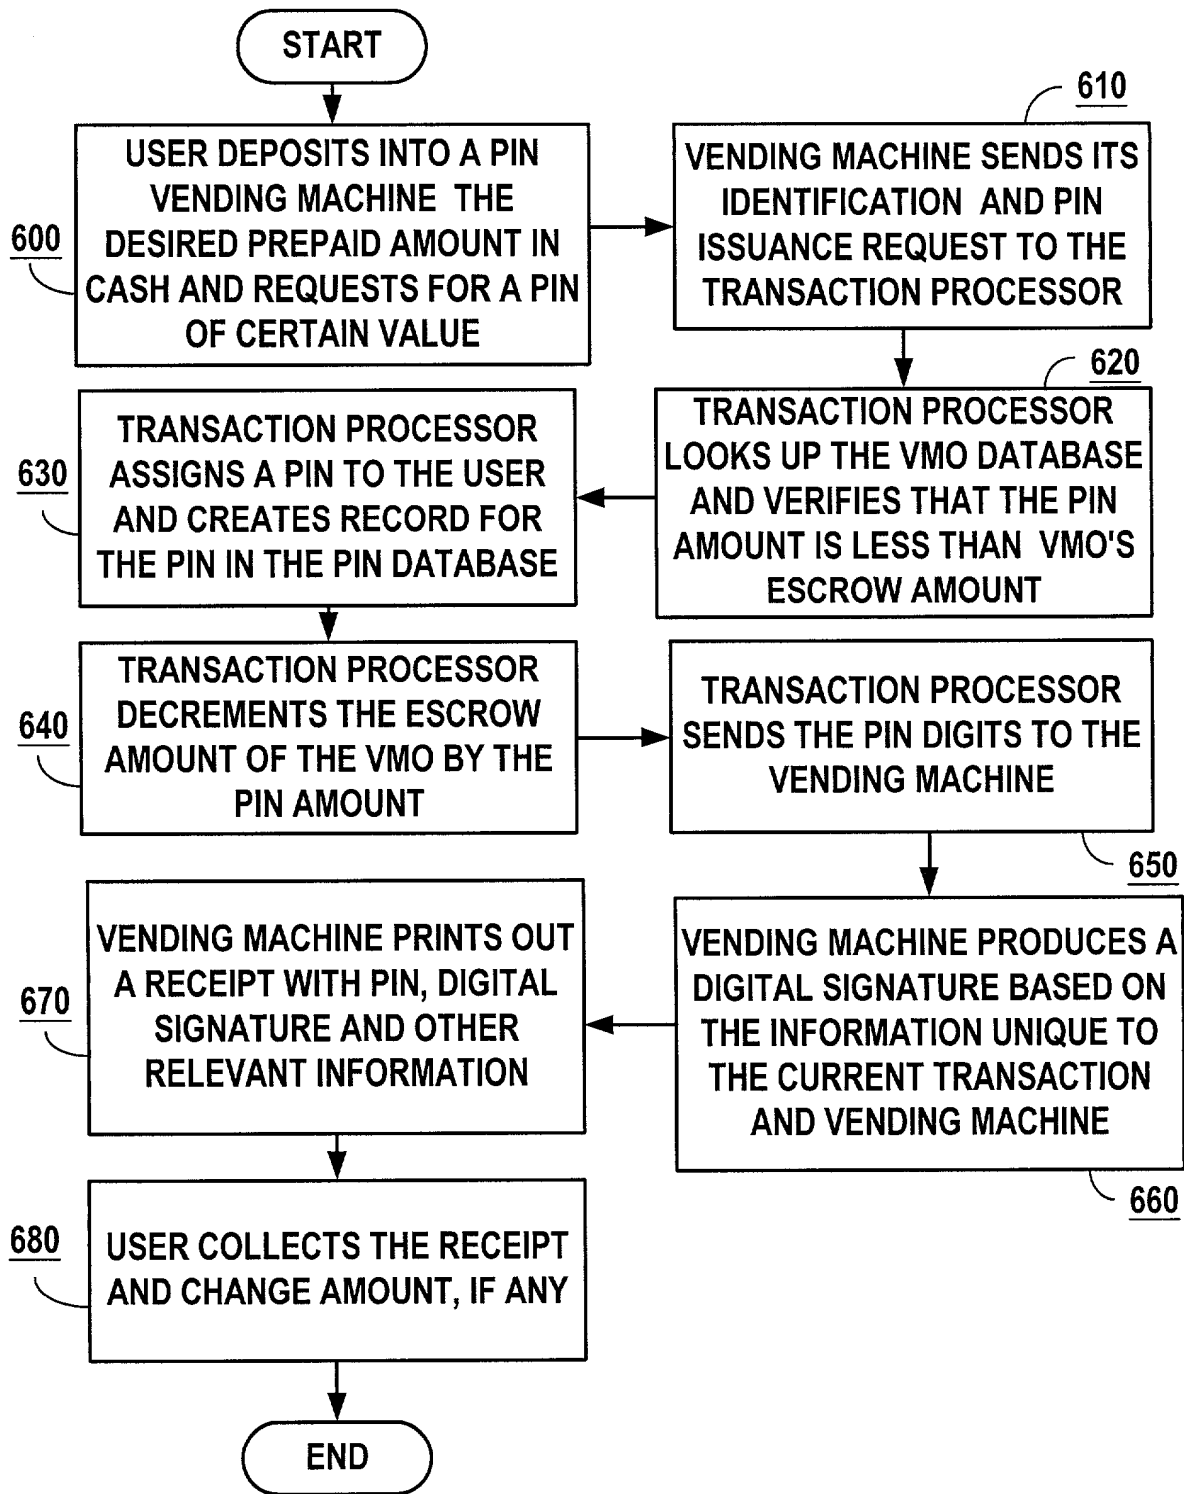 START
600
USER DEPOSITS INTO A PIN
VENDING MACHINE THE
DESIRED PREPAID AMOUNT IN
CASH AND REQUESTS FOR A PIN
OF CERTAIN VALUE
610
VENDING MACHINE SENDS ITS
IDENTIFICATION AND PIN
ISSUANCE REQUEST TO THE
TRANSACTION PROCESSOR
620
TRANSACTION PROCESSOR
LOOKS UP THE VMO DATABASE
AND VERIFIES THAT THE PIN
AMOUNT IS LESS THAN VMO'S
ESCROW AMOUNT
630
TRANSACTION PROCESSOR
ASSIGNS A PIN TO THE USER
AND CREATES RECORD FOR
THE PIN IN THE PIN DATABASE
640
TRANSACTION PROCESSOR
DECREMENTS THE ESCROW
AMOUNT OF THE VMO BY THE
PIN AMOUNT
TRANSACTION PROCESSOR
SENDS THE PIN DIGITS TO THE
VENDING MACHINE
650
VENDING MACHINE PRODUCES A
DIGITAL SIGNATURE BASED ON
THE INFORMATION UNIQUE TO
THE CURRENT TRANSACTION
AND VENDING MACHINE
660
670
VENDING MACHINE PRINTS OUT
A RECEIPT WITH PIN, DIGITAL
SIGNATURE AND OTHER
RELEVANT INFORMATION
680
USER COLLECTS THE RECEIPT
AND CHANGE AMOUNT, IF ANY
END